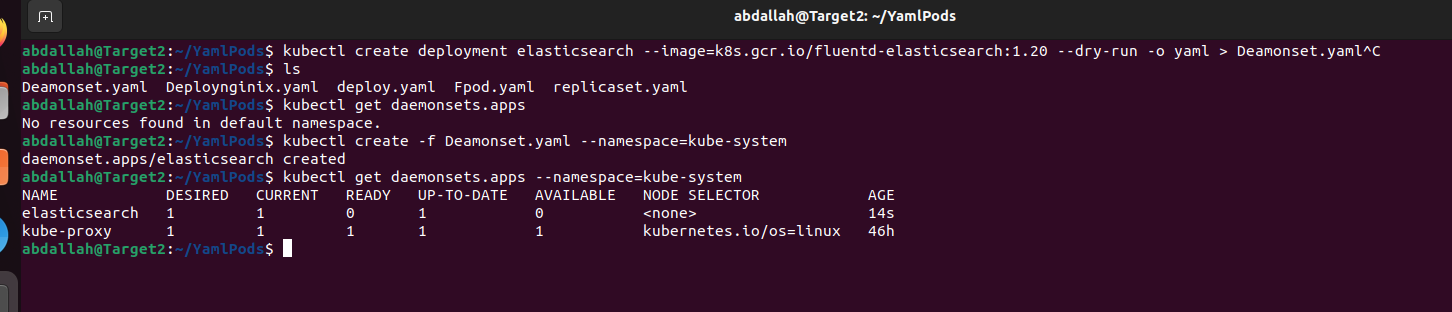 abdallah@Target2: ~/YamlPods
abdallah@Target2:~/YamlPods$ kubectl create deployment elasticsearch --image=k8s.gcr.io/fluentd-elasticsearch:1.20 --dry-run -o yaml > Deamonset.yaml^C
abdallah@Target2:~/YamlPods$ ls
Deamonset.yaml  Deploynginix.yaml  deploy.yaml  Fpod.yaml  replicaset.yaml
abdallah@Target2:~/YamlPods$ kubectl get daemonsets.apps
No resources found in default namespace.
abdallah@Target2:~/YamlPods$ kubectl create -f Deamonset.yaml --namespace=kube-system
daemonset.apps/elasticsearch created
abdallah@Target2:~/YamlPods$ kubectl get daemonsets.apps --namespace=kube-system
NAME            DESIRED   CURRENT   READY   UP-TO-DATE   AVAILABLE   NODE SELECTOR            AGE
elasticsearch   1         1         0       1            0           <none>                   14s
kube-proxy      1         1         1       1            1           kubernetes.io/os=linux   46h
abdallah@Target2:~/YamlPods$